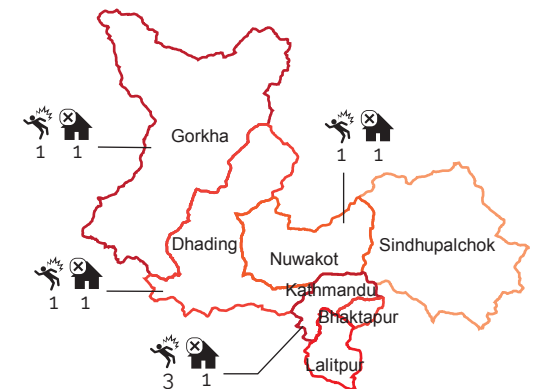 1 1
Gorkha
1 1
Dhading
Nuwakot
Sindhupalchok
Kathmandu
1 1
Bhaktapur
3 1
Lalitpur